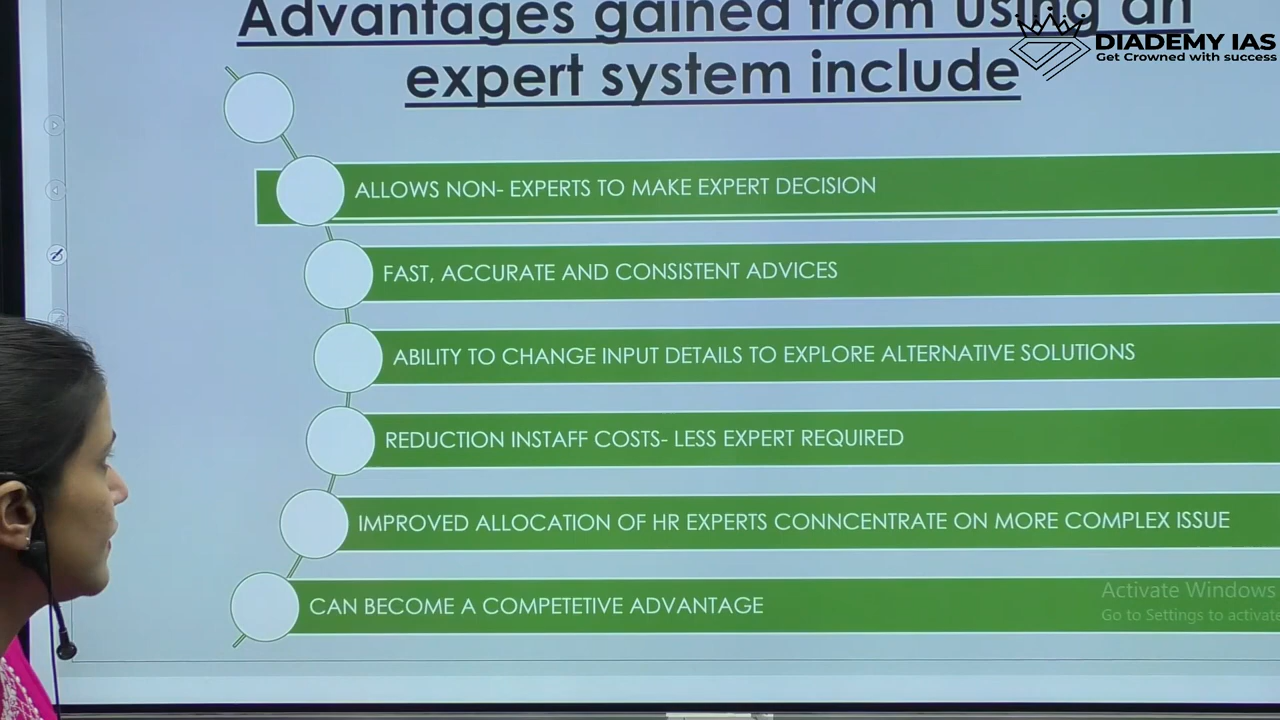 Advantages gained from using an
expert system include
DIADEMY IAS
Get Crowned with success
ALLOWS NON- EXPERTS TO MAKE EXPERT DECISION
FAST, ACCURATE AND CONSISTENT ADVICES
ABILITY TO CHANGE INPUT DETAILS TO EXPLORE ALTERNATIVE SOLUTIONS
REDUCTION INSTAFF COSTS- LESS EXPERT REQUIRED
IMPROVED ALLOCATION OF HR EXPERTS CONNCENTRATE ON MORE COMPLEX ISSUE
CAN BECOME A COMPETETIVE ADVANTAGE
Activate Windows
Go to Settings to activate